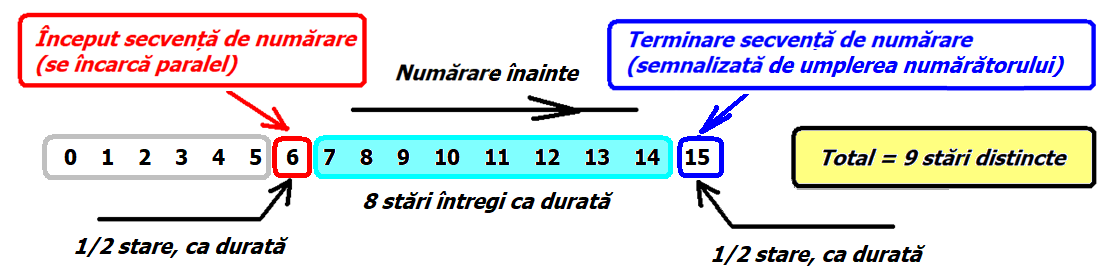 Început secvență de numărare
(se încarcă paralel)
Terminare secvență de numărare
(semnalizată de umplerea numărătorului)
Numărare înainte
0 1 2 3 4 5 6 7 8 9 10 11 12 13 14 15
Total = 9 stări distincte
8 stări întregi ca durată
1/2 stare, ca durată
1/2 stare, ca durată